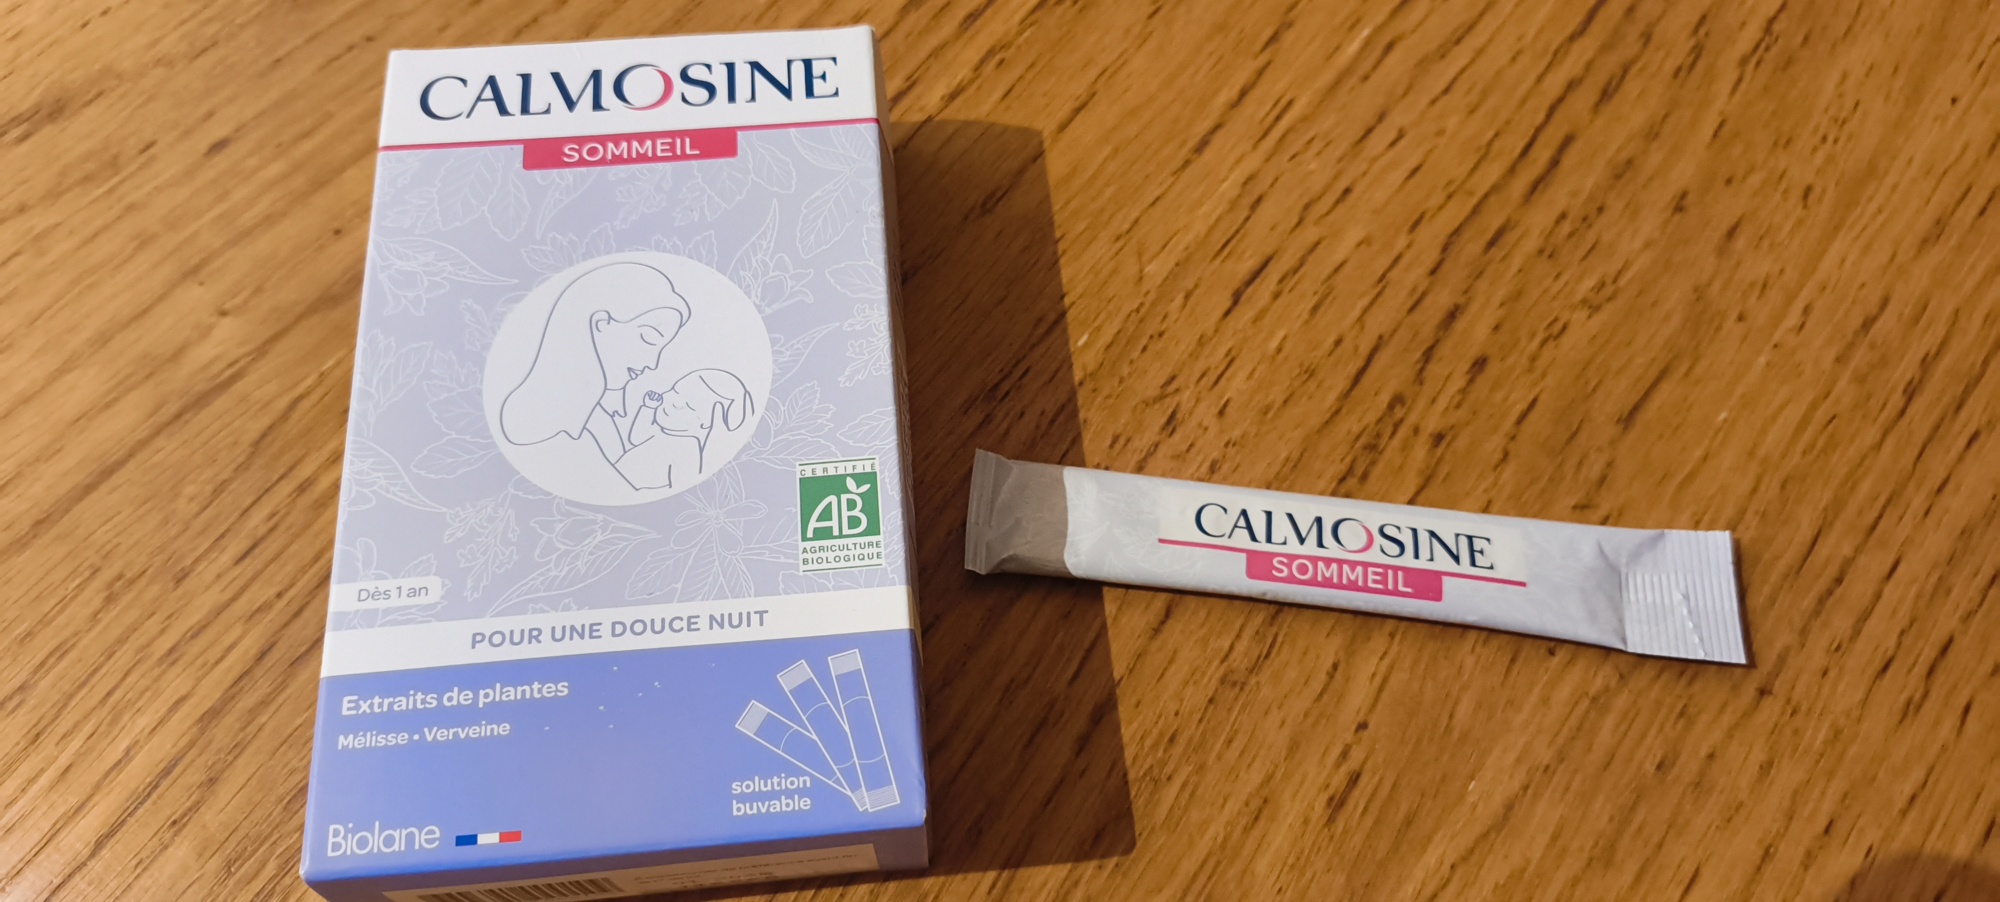 CALMOSINE
SOMMEIL
CERTIFIÉ
AB
AGRICULTURE
BIOLOGIQUE
Dès 1 an
POUR UNE DOUCE NUIT
Extraits de plantes
Mélisse • Verveine
solution
buvable
Biolane
CALMOSINE
SOMMEIL